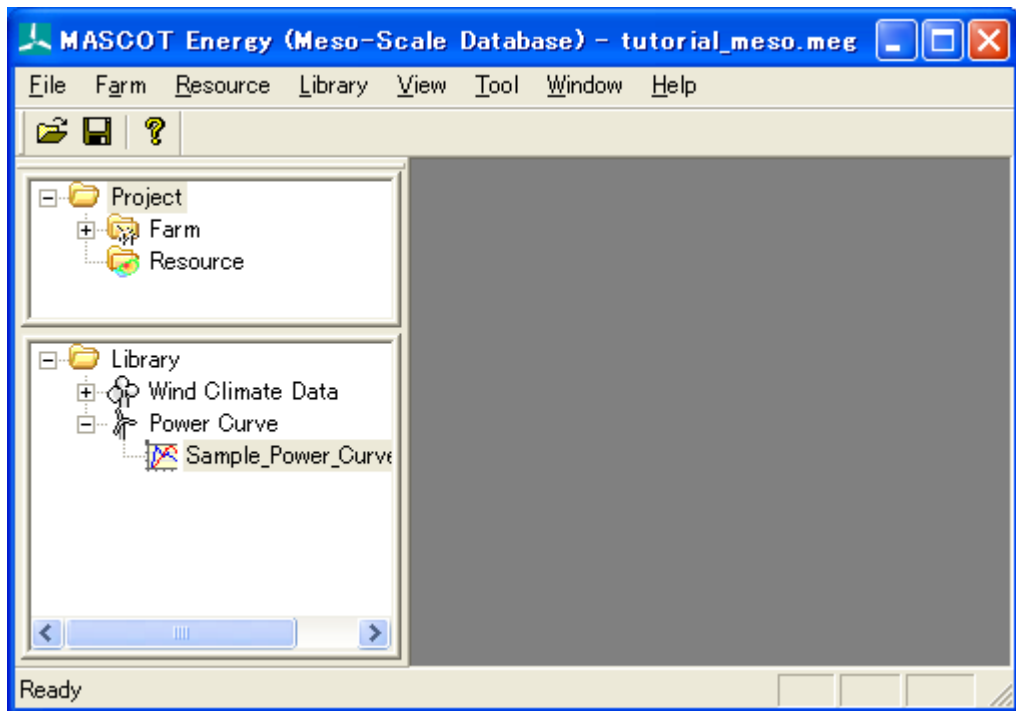 MASCOT Energy (Meso-Scale Database) - tutorial_meso.meg
File Farm Resource Library View Tool Window Help
Project
Farm
Resource
Library
Wind Climate Data
Power Curve
Sample_Power_Curve
Ready